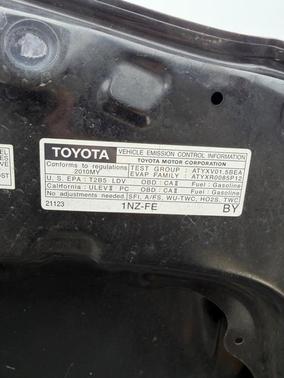 TOYOTA VEHICLE EMISSION CONTROL INFORMATION
TOYOTA MOTOR CORPORATION
Conforms to regulations 2010MY
TEST GROUP : ATYXV01.5BEA
EVAP FAMILY : ATYXR0085P12
U. S. EPA : T2B5 LDV OBD : CA II Fuel : Gasoline
California : ULEV II PC OBD : CA II Fuel : Gasoline
No adjustments needed. SFI, A/FS, WU-TWC, HO2S, TWC
21123 1NZ-FE BY